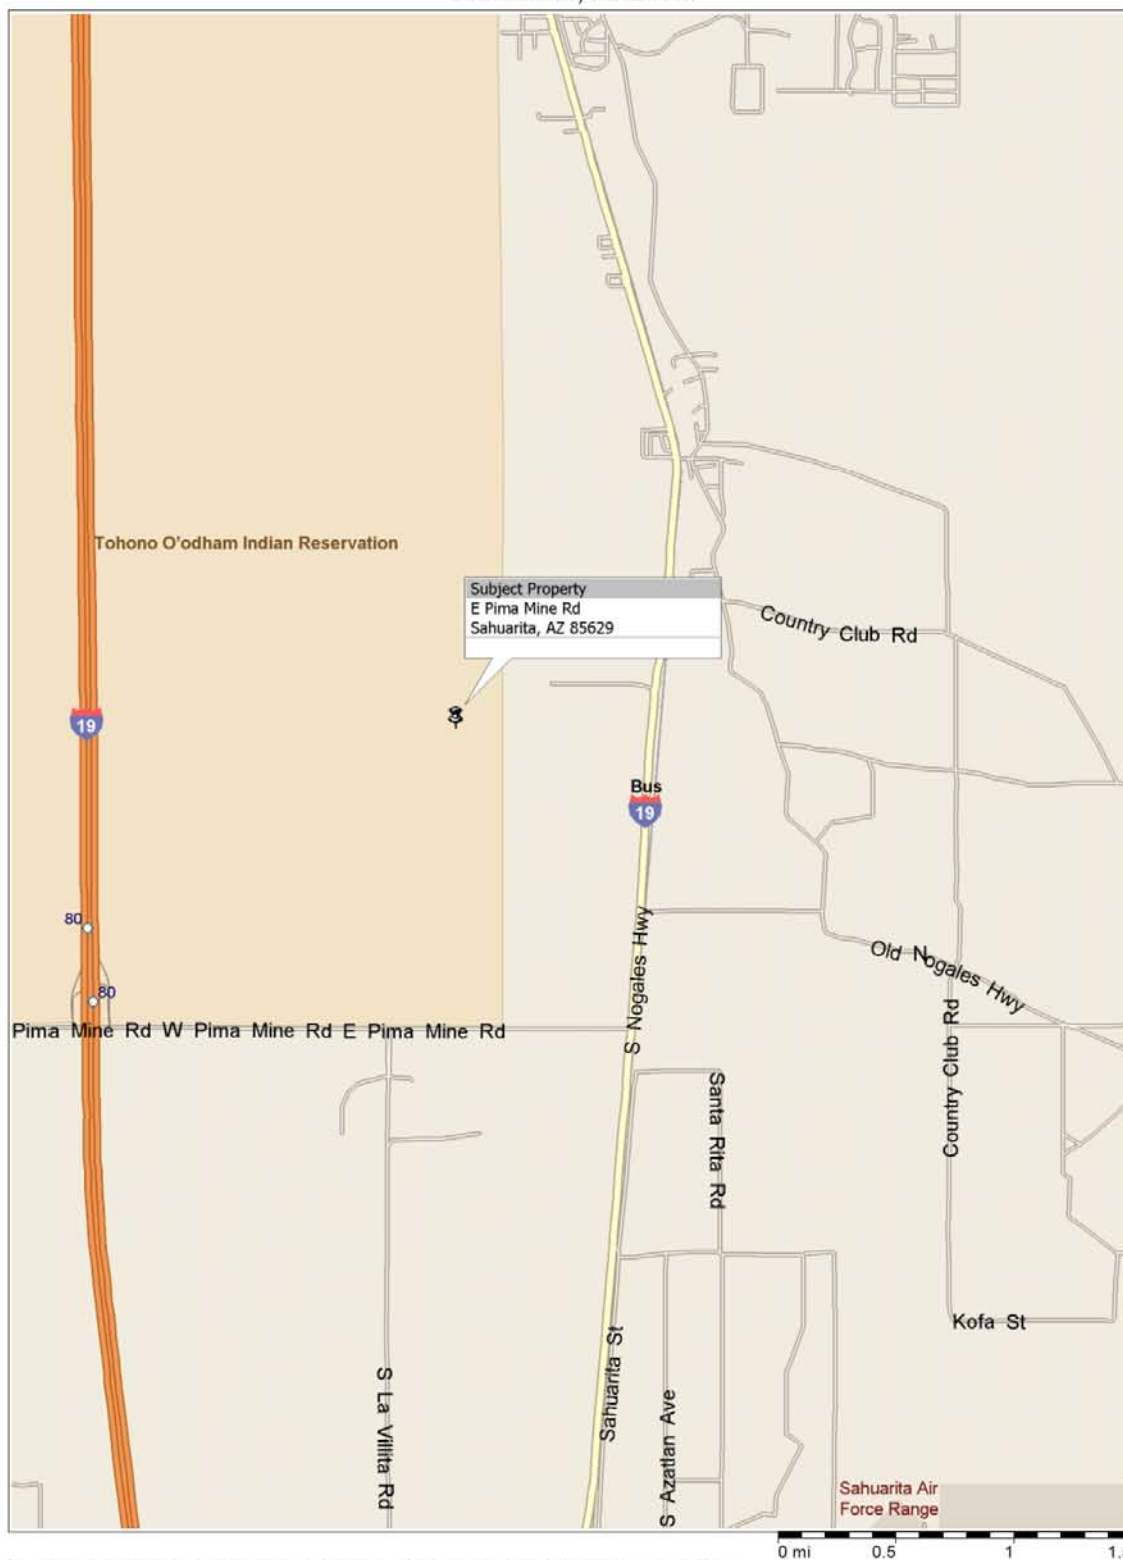 Tohono O'odham Indian Reservation
Subject Property
E Pima Mine Rd
Sahuarita, AZ 85629
Country Club Rd
19
Bus
19
80
80
S Nogales Hwy
Old Nogales Hwy
Pima Mine Rd W Pima Mine Rd E Pima Mine Rd
Country Club Rd
Santa Rita Rd
Kofa St
Sahuarita St
S La Villita Rd
S Azatlan Ave
Sahuarita Air
Force Range
0 mi 0.5 1